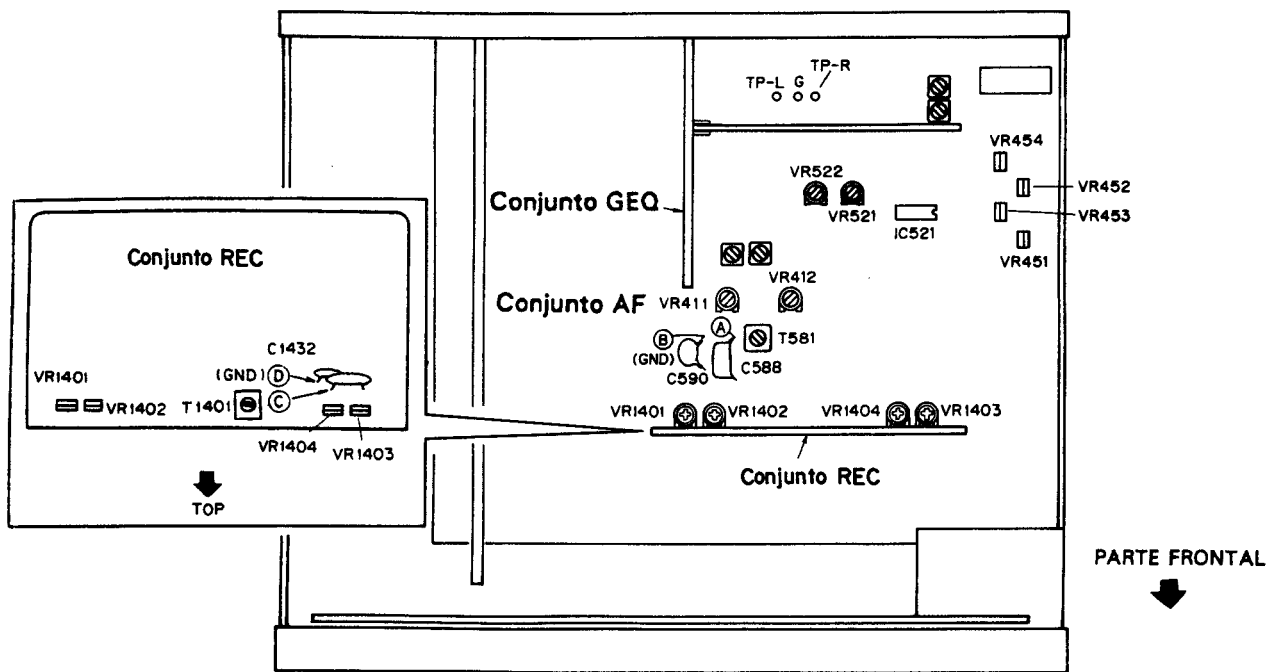 TP-L G TP-R
VR454
VR452
VR453
VR451
VR522
VR521
IC521
Conjunto GEQ
Conjunto AF
VR411
VR412
A
B
(GND)
T581
C590
C588
VR1401
VR1402
VR1404
VR1403
Conjunto REC
Conjunto REC
C1432
(GND) D
C
VR1401
VR1402
T1401
VR1404
VR1403
TOP
PARTE FRONTAL